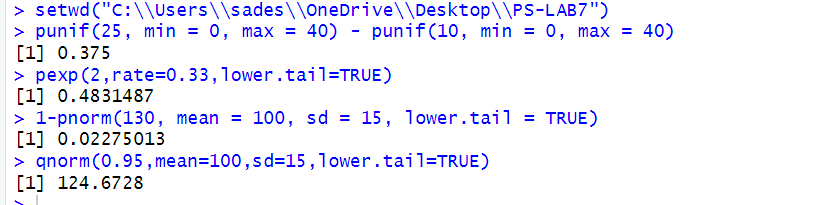 > setwd("C:\\Users\\sades\\OneDrive\\Desktop\\PS-LAB7")
> punif(25, min = 0, max = 40) - punif(10, min = 0, max = 40)
[1] 0.375
> pexp(2,rate=0.33,lower.tail=TRUE)
[1] 0.4831487
> 1-pnorm(130, mean = 100, sd = 15, lower.tail = TRUE)
[1] 0.02275013
> qnorm(0.95,mean=100,sd=15,lower.tail=TRUE)
[1] 124.6728
>